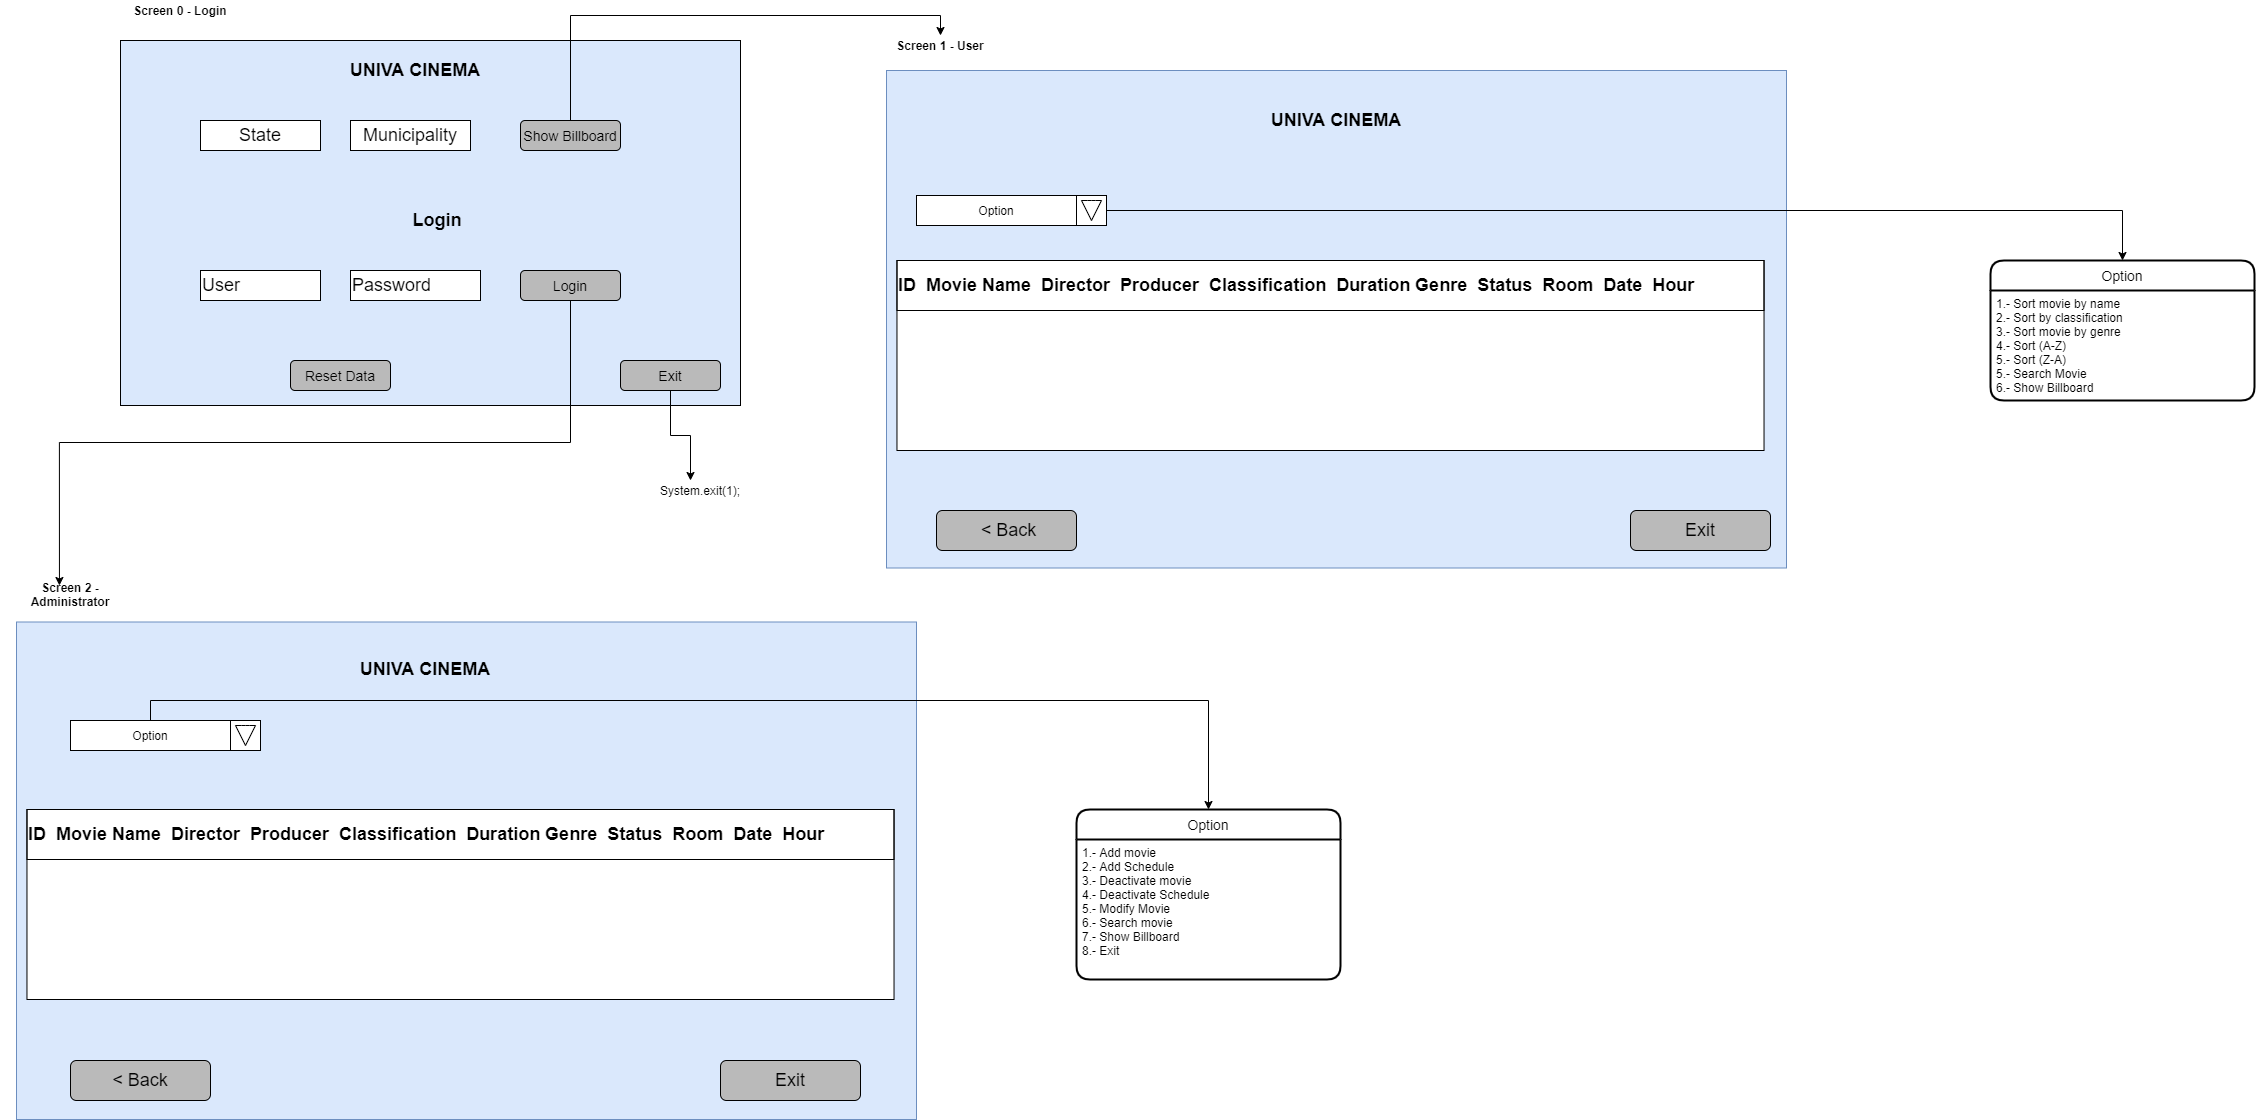 Screen 0 - Login
UNIVA CINEMA
State
Municipality
Show Billboard
Login
User
Password
Login
Reset Data
Exit
System.exit(1);
Screen 1 - User
UNIVA CINEMA
Option
ID Movie Name Director Producer Classification Duration Genre Status Room Date Hour
< Back
Exit
Option
1.- Sort movie by name
2.- Sort by classification
3.- Sort movie by genre
4.- Sort (A-Z)
5.- Sort (Z-A)
5.- Search Movie
6.- Show Billboard
Screen 2 -
Administrator
UNIVA CINEMA
Option
ID Movie Name Director Producer Classification Duration Genre Status Room Date Hour
< Back
Exit
Option
1.- Add movie
2.- Add Schedule
3.- Deactivate movie
4.- Deactivate Schedule
5.- Modify Movie
6.- Search movie
7.- Show Billboard
8.- Exit